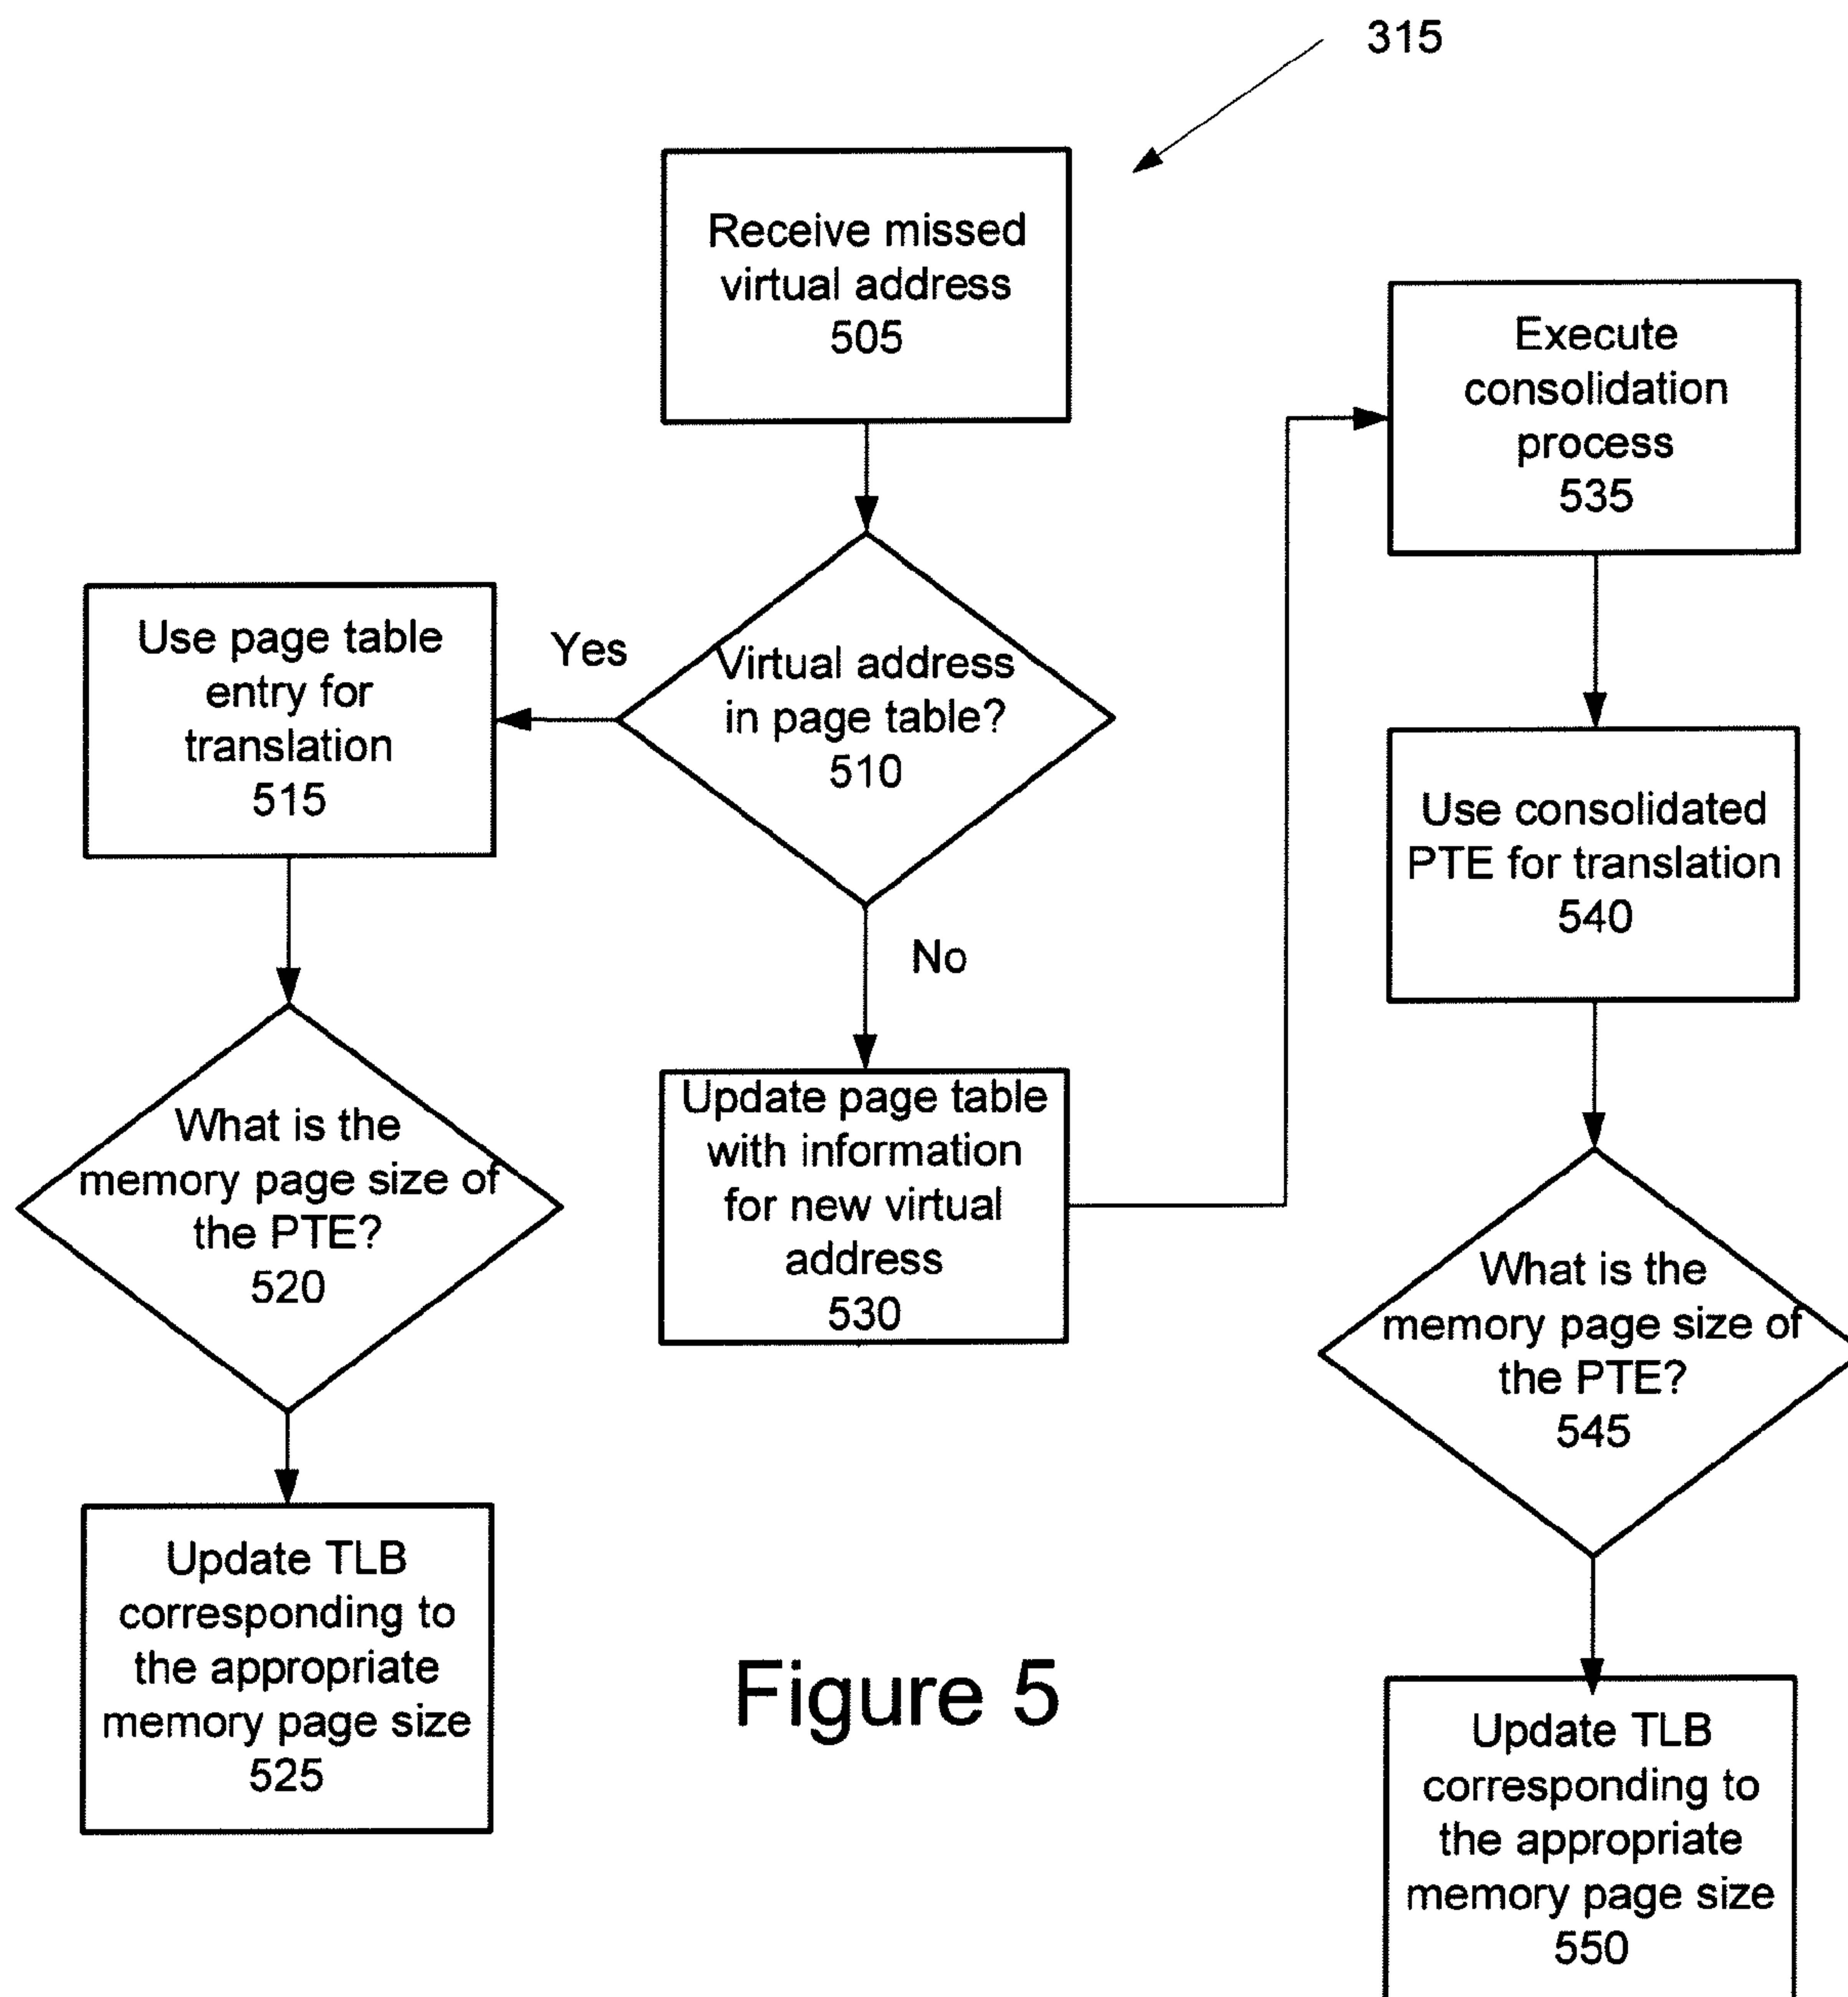 315
Receive missed
virtual address
505
Virtual address
in page table?
510
Yes
Use page table
entry for
translation
515
What is the
memory page size of
the PTE?
520
Update TLB
corresponding to
the appropriate
memory page size
525
No
Update page table
with information
for new virtual
address
530
Execute
consolidation
process
535
Use consolidated
PTE for translation
540
What is the
memory page size of
the PTE?
545
Update TLB
corresponding to
the appropriate
memory page size
550
Figure 5